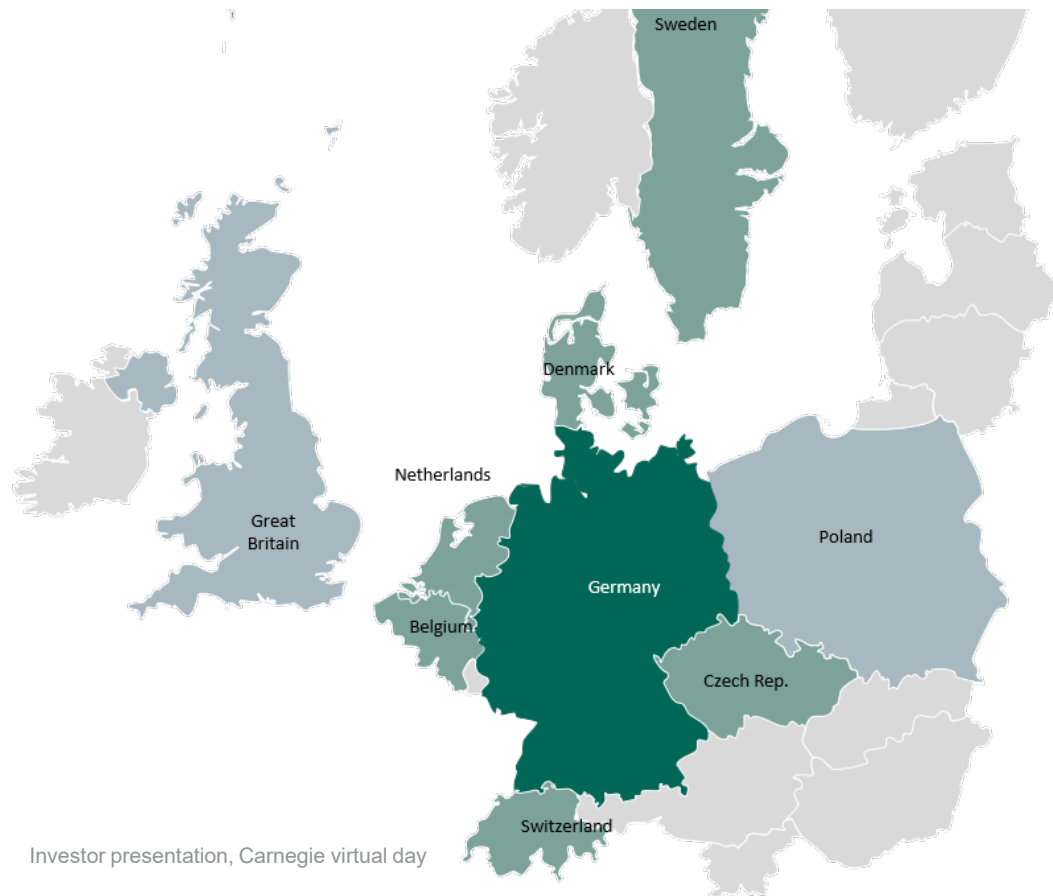 Sweden
Denmark
Netherlands
Great
Britain
Poland
Germany
Belgium
Czech Rep.
Switzerland
Investor presentation, Carnegie virtual day